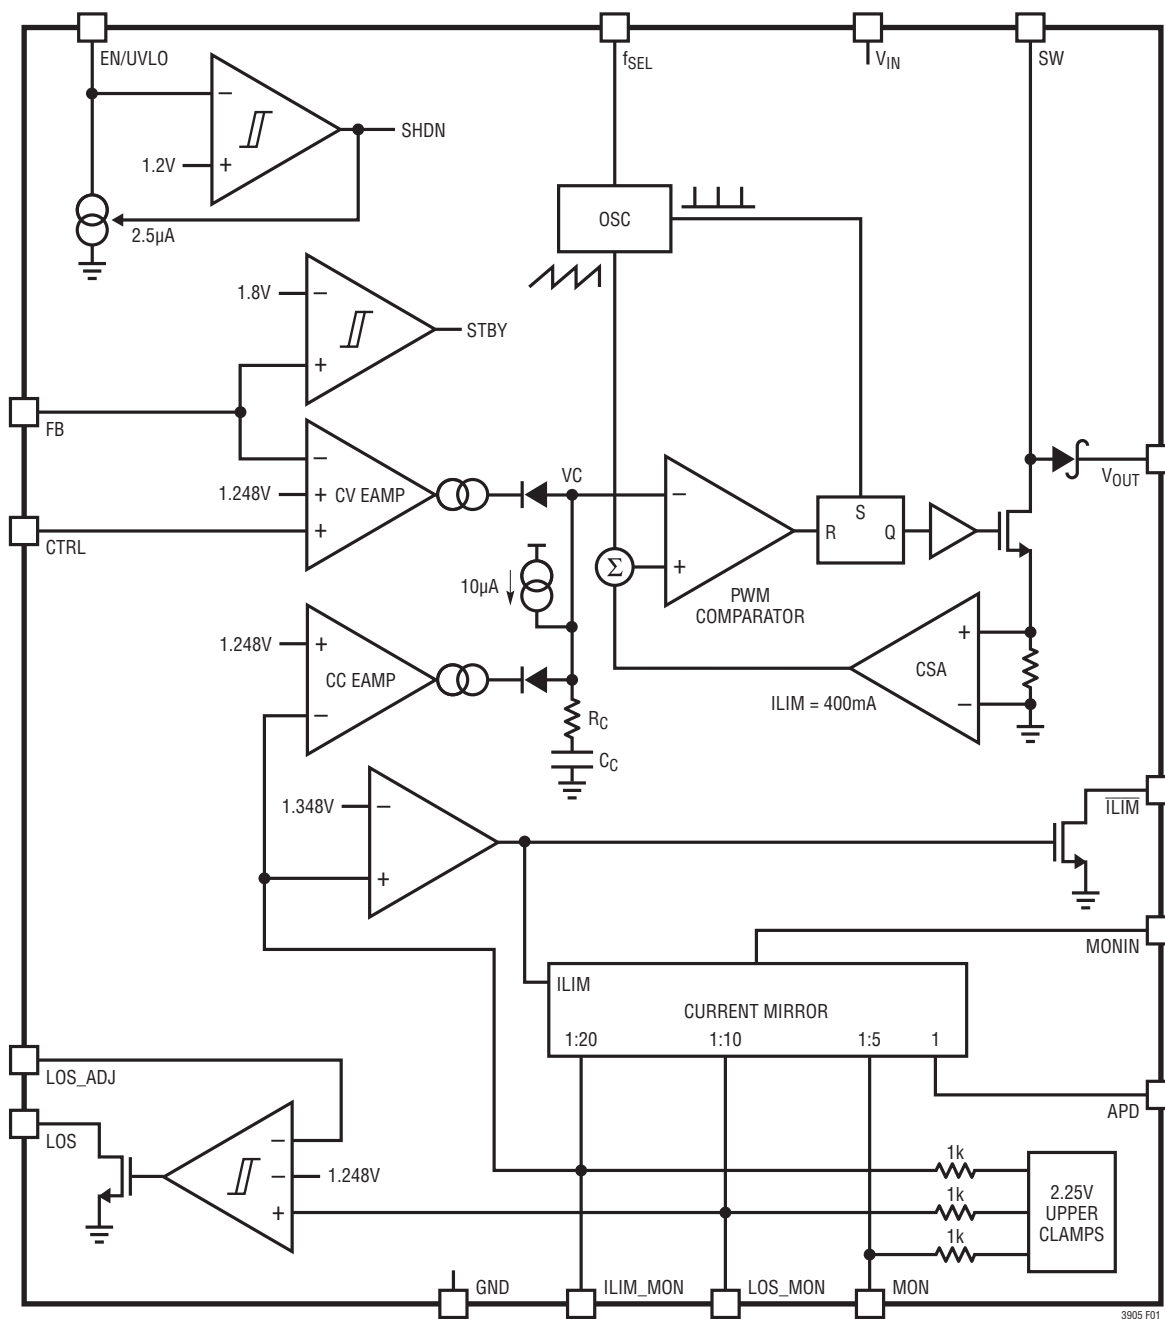 EN/UVLO
fSEL
VIN
SW
−
+
1.2V
SHDN
2.5µA
OSC
1.8V
−
+
STBY
FB
−
1.248V
+
CV EAMP
+
CTRL
VC
−
+
Σ
PWM
COMPARATOR
R
S
Q
VOUT
10µA
1.248V
+
CC EAMP
−
RC
CC
+
CSA
−
ILIM = 400mA
1.348V
−
+
ILIM
MONIN
ILIM
CURRENT MIRROR
1:20
1:10
1:5
1
APD
LOS_ADJ
LOS
−
−
1.248V
+
1k
1k
1k
2.25V
UPPER
CLAMPS
GND
ILIM_MON
LOS_MON
MON
3905 F01